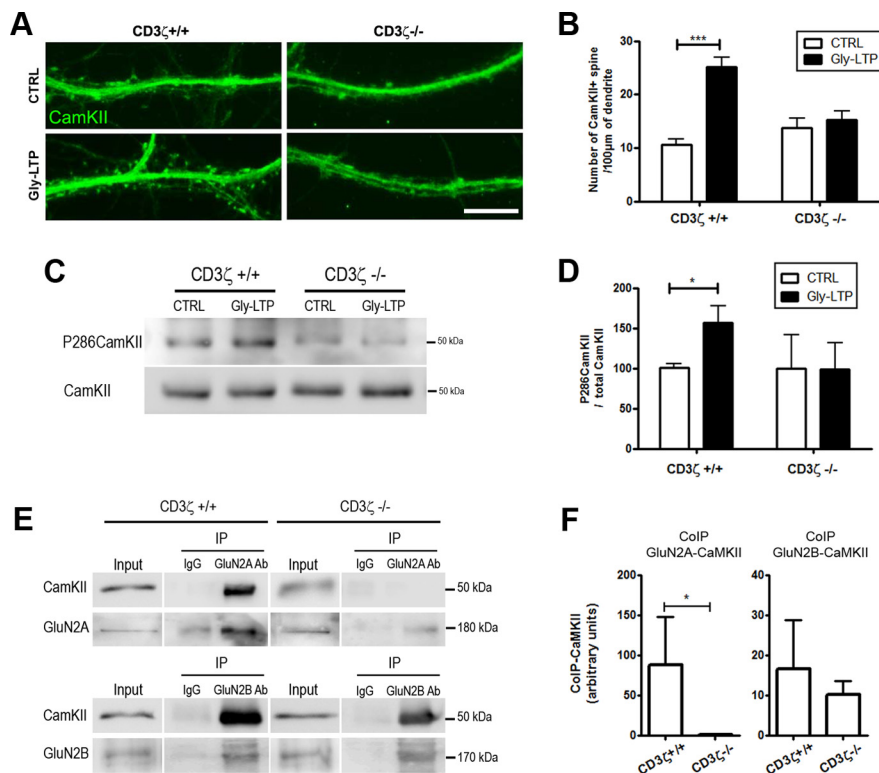 A
CD3ζ+/+
CD3ζ-/-
CTRL
CamKII
Gly-LTP
B
Number of CamKII+ spine
/100µm of dendrite
30
20
10
0
***
CTRL
Gly-LTP
CD3ζ +/+
CD3ζ -/-
C
CD3ζ +/+
CD3ζ -/-
CTRL
Gly-LTP
CTRL
Gly-LTP
P286CamKII
50 kDa
CamKII
50 kDa
D
P286CamKII
/ total CamKII
200
150
100
50
0
*
CTRL
Gly-LTP
CD3ζ +/+
CD3ζ -/-
E
CD3ζ +/+
CD3ζ -/-
IP
IP
Input
IgG
GluN2A Ab
Input
IgG
GluN2A Ab
CamKII
50 kDa
GluN2A
180 kDa
IP
IP
Input
IgG
GluN2B Ab
Input
IgG
GluN2B Ab
CamKII
50 kDa
GluN2B
170 kDa
F
CoIP
GluN2A-CaMKII
CoIP
GluN2B-CaMKII
CoIP-CaMKII
(arbitrary units)
200
150
100
50
0
*
CD3ζ+/+
CD3ζ-/-
40
30
20
10
0
CD3ζ+/+
CD3ζ-/-